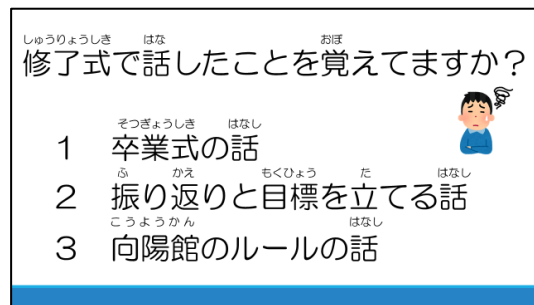 しゅうりょうしき はな おぼ
修了式で話したことを覚えてますか?
そつぎょうしき はなし
1 卒業式の話
ふ かえ もくひょう た はなし
2 振り返りと目標を立てる話
こうようかん はなし
3 向陽館のルールの話